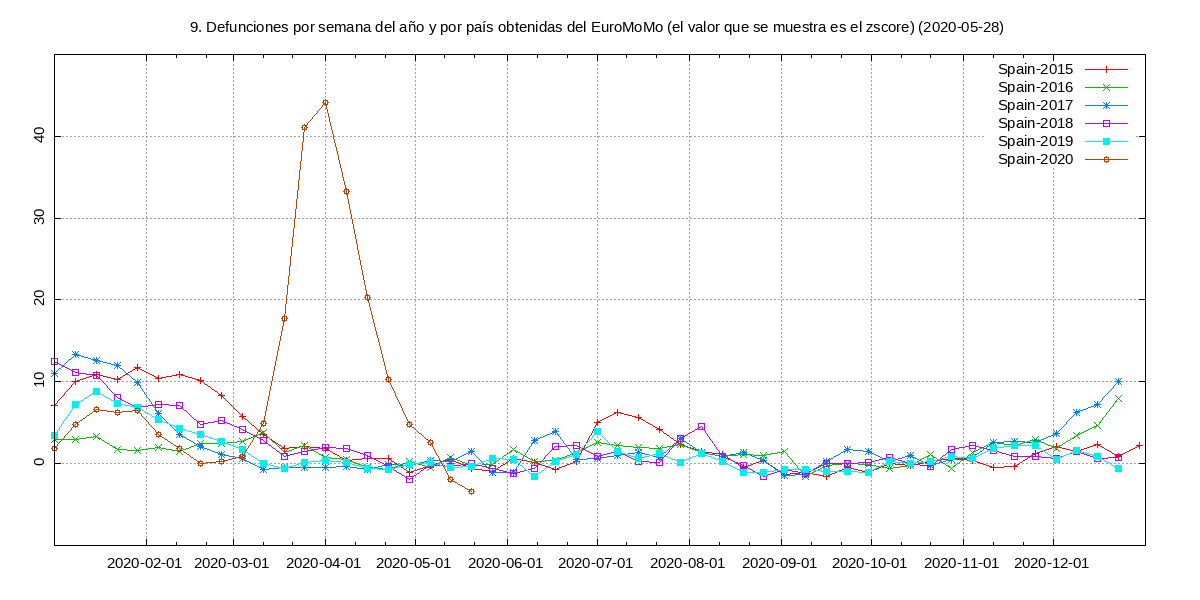 9. Defunciones por semana del año y por país obtenidas del EuroMoMo (el valor que se muestra es el zscore) (2020-05-28)
Spain-2015
Spain-2016
Spain-2017
Spain-2018
Spain-2019
Spain-2020
40
30
20
10
0
2020-02-01 2020-03-01 2020-04-01 2020-05-01 2020-06-01 2020-07-01 2020-08-01 2020-09-01 2020-10-01 2020-11-01 2020-12-01